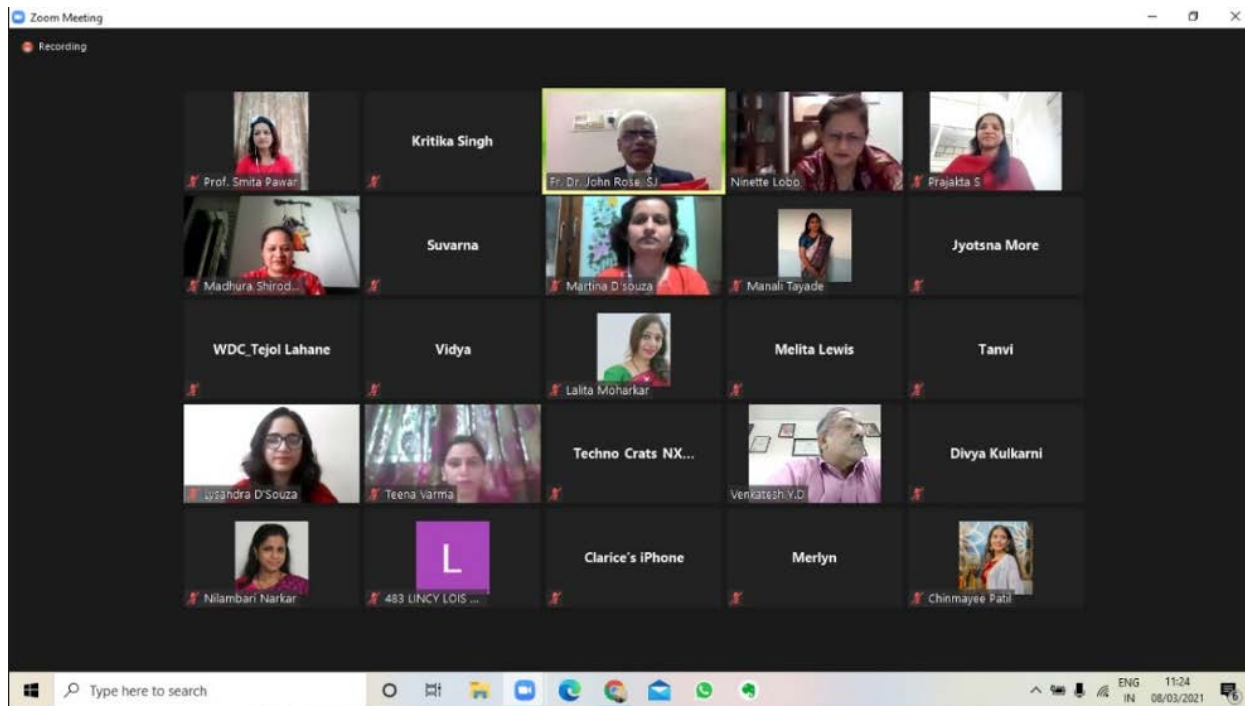 Zoom Meeting
Recording
Prof. Smita Pawar
Kritika Singh
Fr. Dr. John Rose SJ
Ninette Lobo
Prajakta S
Madhura Shirod...
Suvarna
Martina D'souza
Manali Tayade
Jyotsna More
WDC_Tejol Lahane
Vidya
Lalita Moharkar
Melita Lewis
Tanvi
Lysandra D'Souza
Teena Varma
Techno Crats NX...
Venkatesh Y.D
Divya Kulkarni
Nilambari Narkar
L
483 LINCY LOIS ...
Clarice's iPhone
Merlyn
Chinmayee Patil
Type here to search
ENG
IN
11:24
08/03/2021
6